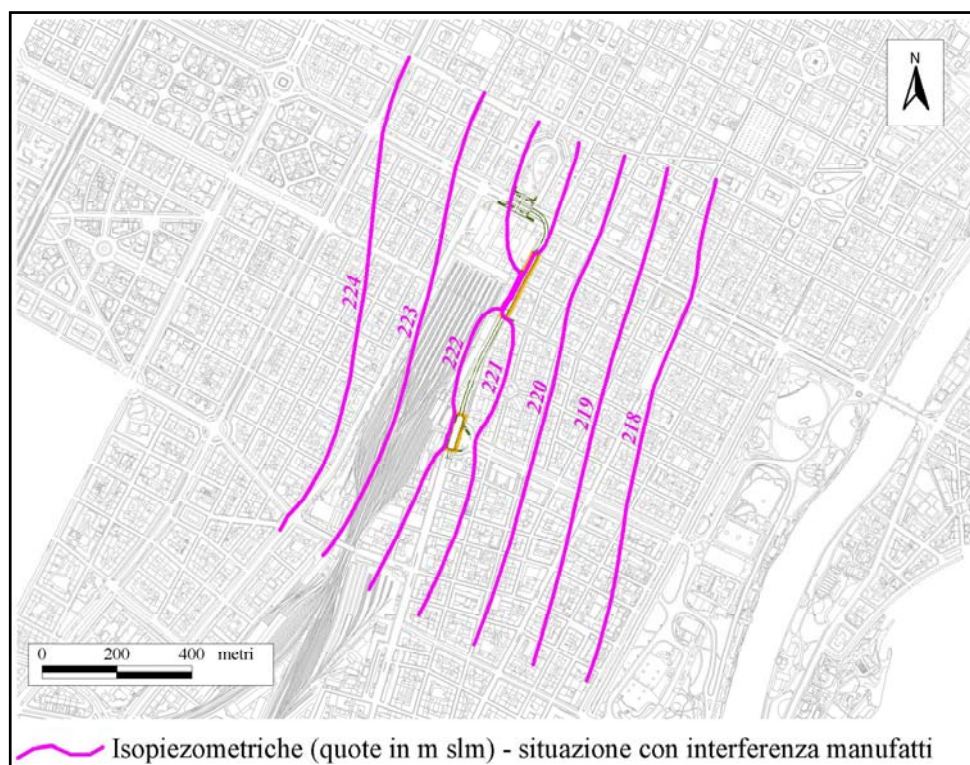 N
224
223
222
221
220
219
218
0 200 400 metri
Isopiezometriche (quote in m slm) - situazione con interferenza manufatti